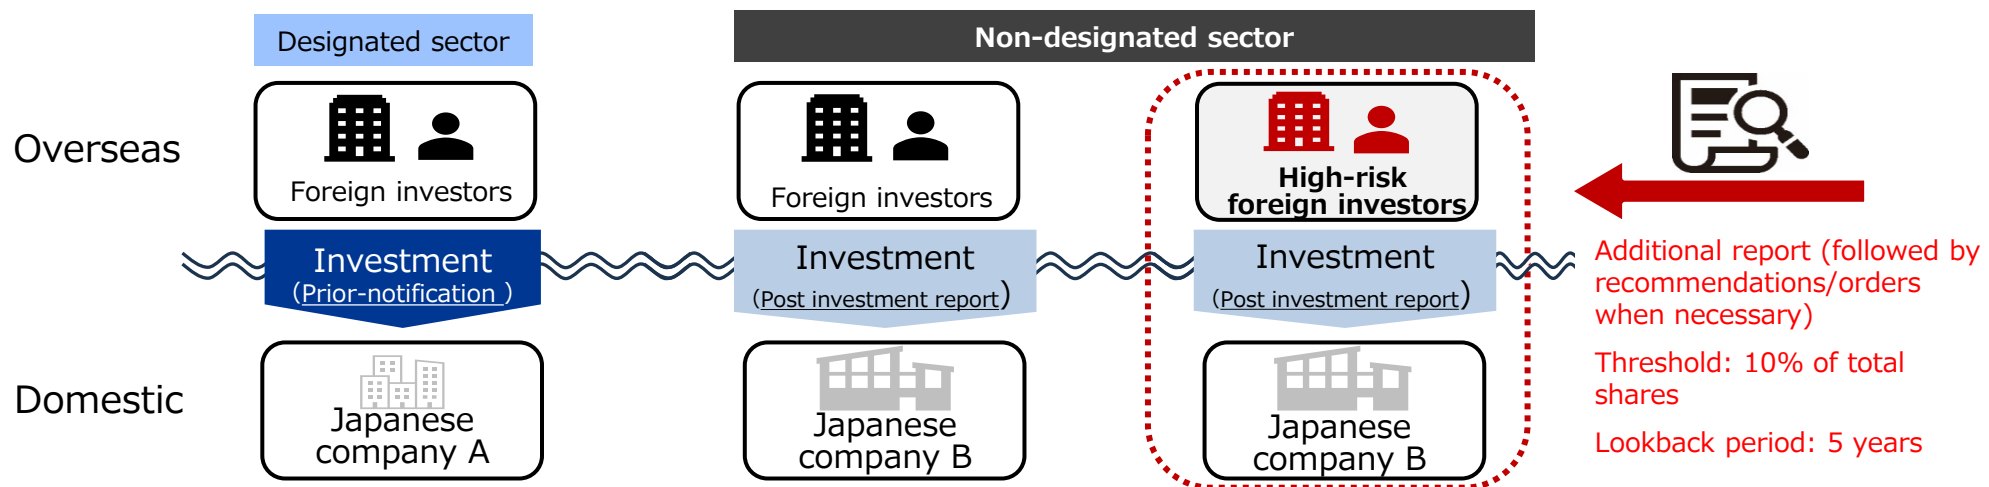 Designated sector
Non-designated sector
Overseas
Foreign investors
Foreign investors
High-risk
foreign investors
Investment
(Prior-notification )
Investment
(Post investment report)
Investment
(Post investment report)
Additional report (followed by
recommendations/orders
when necessary)
Threshold: 10% of total
shares
Lookback period: 5 years
Domestic
Japanese
company A
Japanese
company B
Japanese
company B